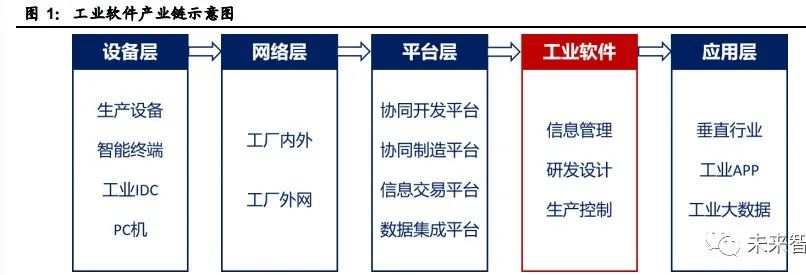 图 1：工业软件产业链示意图
设备层
生产设备
智能终端
工业IDC
PC机
网络层
工厂内外
工厂外网
平台层
协同开发平台
协同制造平台
信息交易平台
数据集成平台
工业软件
信息管理
研发设计
生产控制
应用层
垂直行业
工业APP
工业大数据
未来智